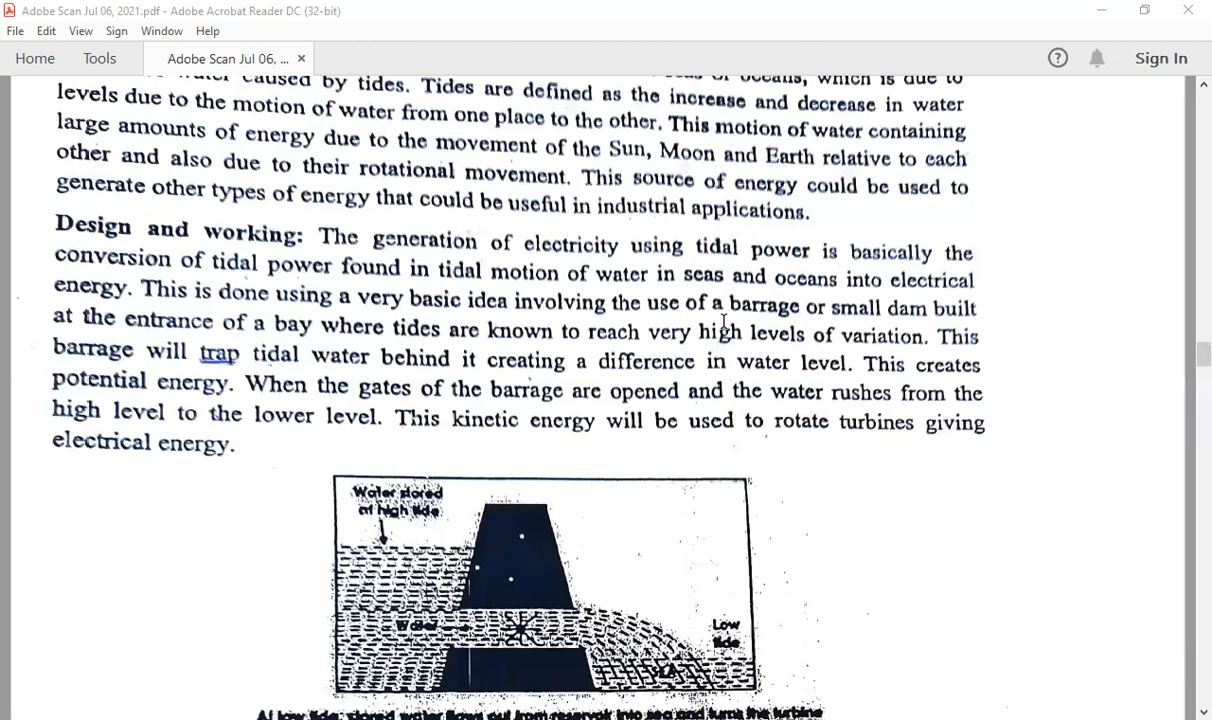 Adobe Scan Jul 06, 2021.pdf - Adobe Acrobat Reader DC (32-bit)
File Edit View Sign Window Help
Home Tools Adobe Scan Jul 06, ... × Sign In
water caused by tides. Tides are defined as the increase and decrease in water
oceans, which is due to
levels due to the motion of water from one place to the other. This motion of water containing
large amounts of energy due to the movement of the Sun, Moon and Earth relative to each
other and also due to their rotational movement. This source of energy could be used to
generate other types of energy that could be useful in industrial applications.
Design and working: The generation of electricity using tidal power is basically the
conversion of tidal power found in tidal motion of water in seas and oceans into electrical
energy. This is done using a very basic idea involving the use of a barrage or small dam built
at the entrance of a bay where tides are known to reach very high levels of variation. This
barrage will trap tidal water behind it creating a difference in water level. This creates
potential energy. When the gates of the barrage are opened and the water rushes from the
high level to the lower level. This kinetic energy will be used to rotate turbines giving
electrical energy.
Water stored
at high tide
Water
Low
tide
At low tide, stored water flows out from reservoir into sea and turns the turbine